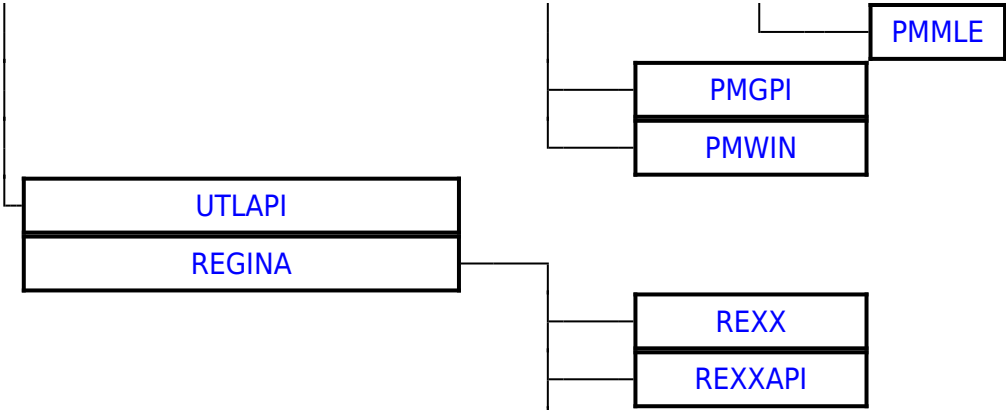 PMMLE
PMGPI
PMWIN
UTLAPI
REGINA
REXX
REXXAPI